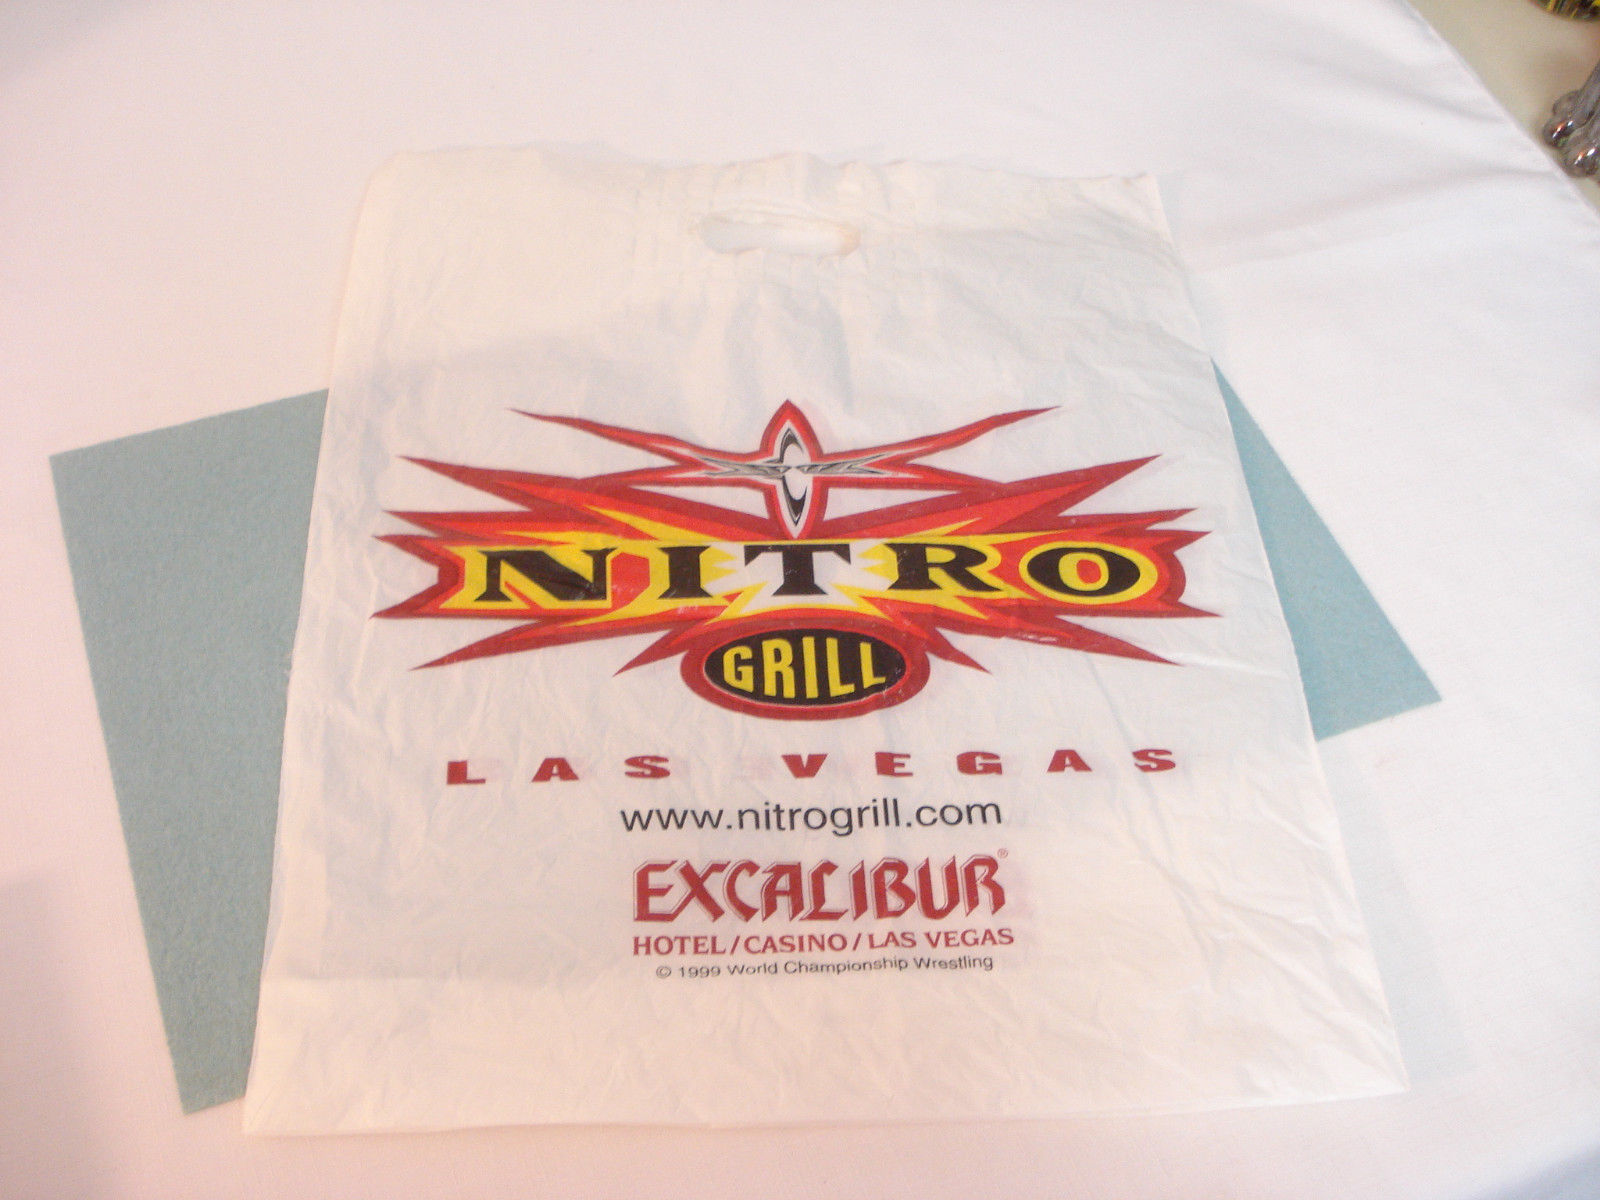 NITRO
GRILL
LAS VEGAS
www.nitrogrill.com
EXCALIBUR®
HOTEL/CASINO/LAS VEGAS
© 1999 World Championship Wrestling